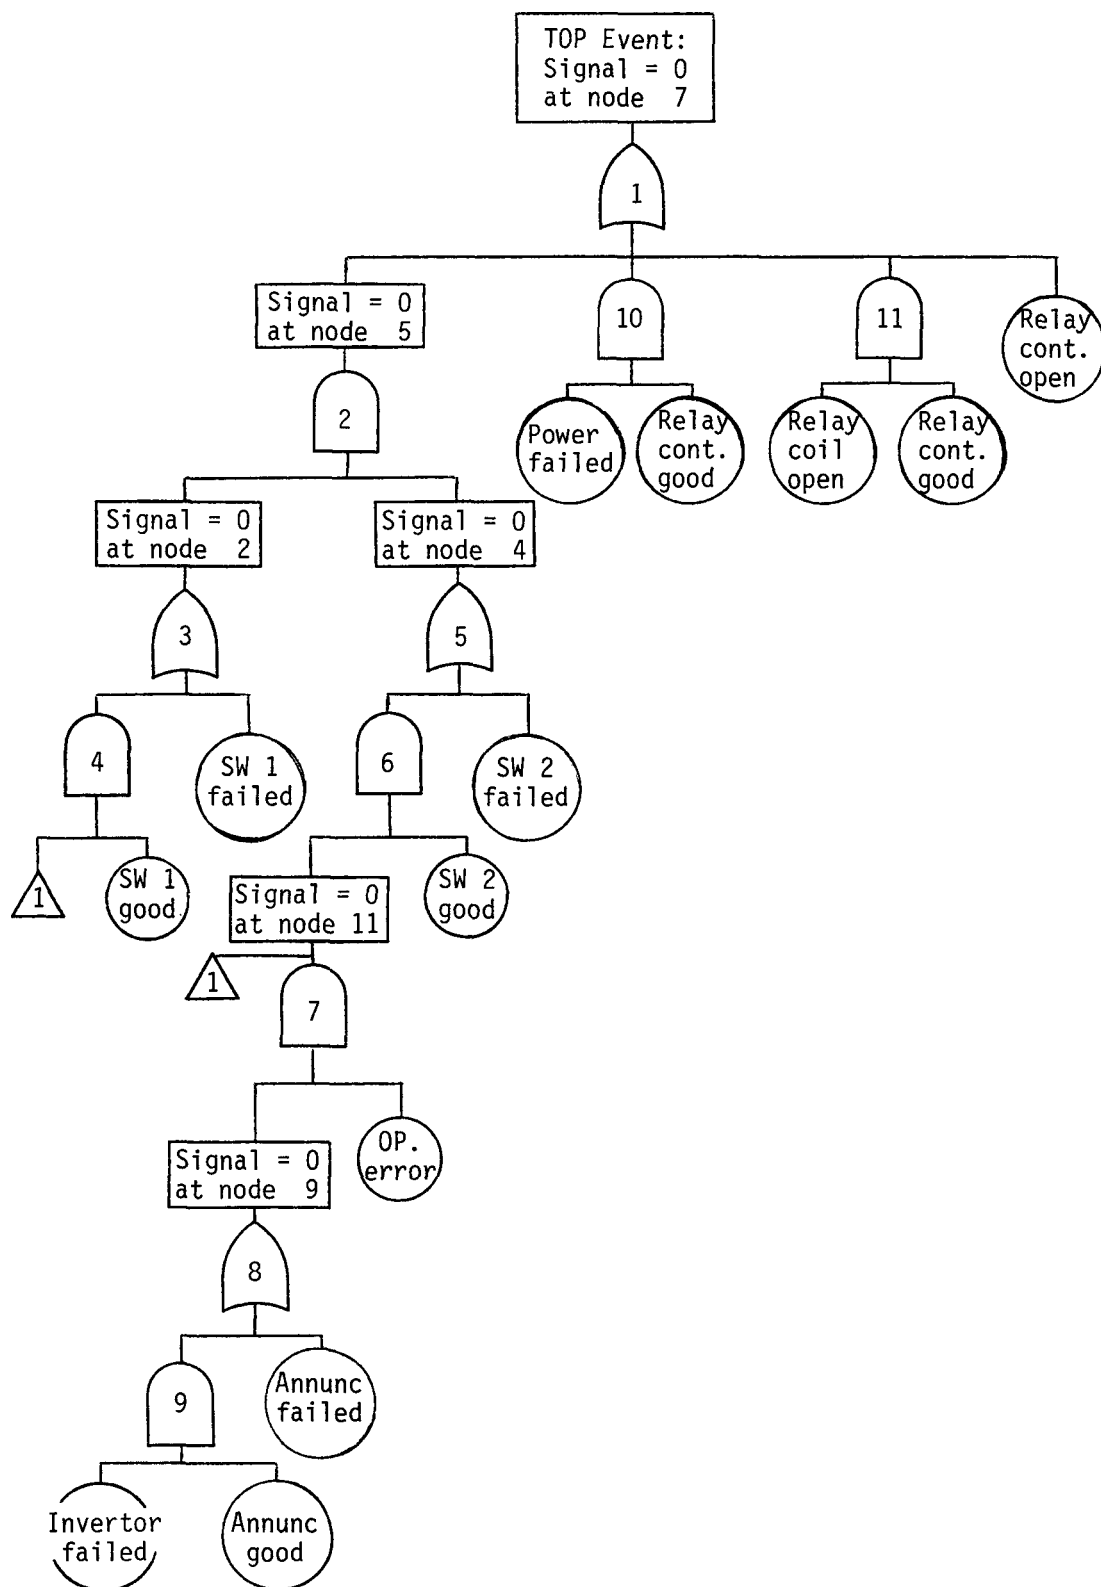 TOP Event:
Signal = 0
at node 7
1
Signal = 0
at node 5
10
11
Relay
cont.
open
2
Power
failed
Relay
cont.
good
Relay
coil
open
Relay
cont.
good
Signal = 0
at node 2
Signal = 0
at node 4
3
5
4
SW 1
failed
6
SW 2
failed
1
SW 1
good
Signal = 0
at node 11
SW 2
good
1
7
Signal = 0
at node 9
OP.
error
8
9
Annunc
failed
Invertor
failed
Annunc
good